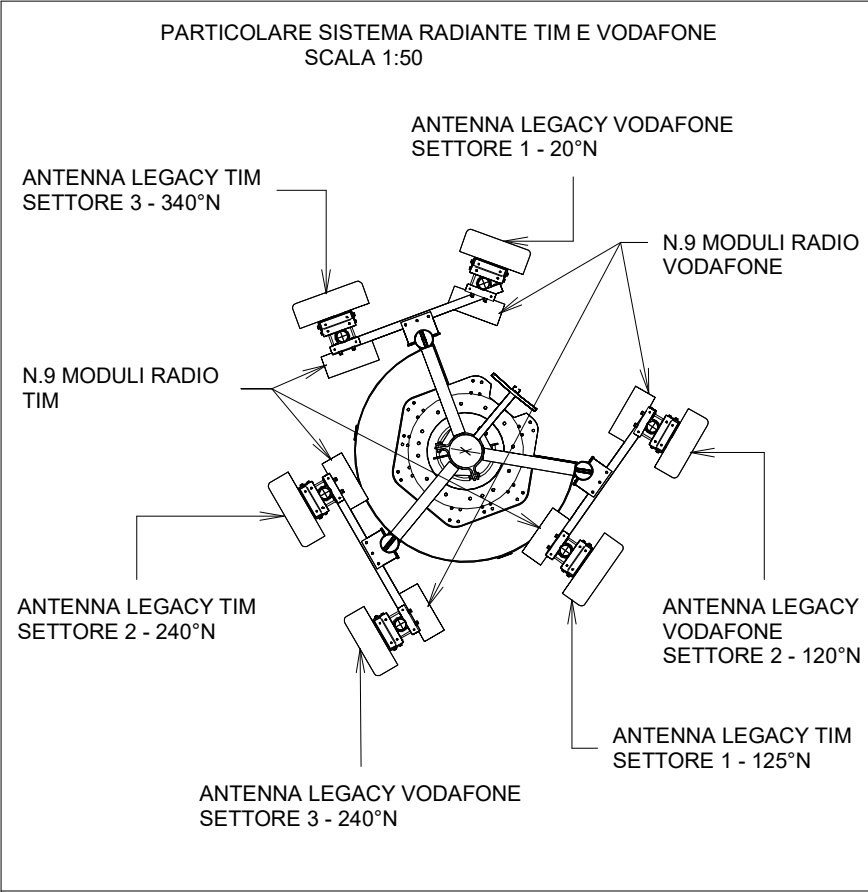 PARTICOLARE SISTEMA RADIANTE TIM E VODAFONE
SCALA 1:50
ANTENNA LEGACY VODAFONE
SETTORE 1 - 20°N
ANTENNA LEGACY TIM
SETTORE 3 - 340°N
N.9 MODULI RADIO
VODAFONE
N.9 MODULI RADIO
TIM
ANTENNA LEGACY TIM
SETTORE 2 - 240°N
ANTENNA LEGACY
VODAFONE
SETTORE 2 - 120°N
ANTENNA LEGACY TIM
SETTORE 1 - 125°N
ANTENNA LEGACY VODAFONE
SETTORE 3 - 240°N